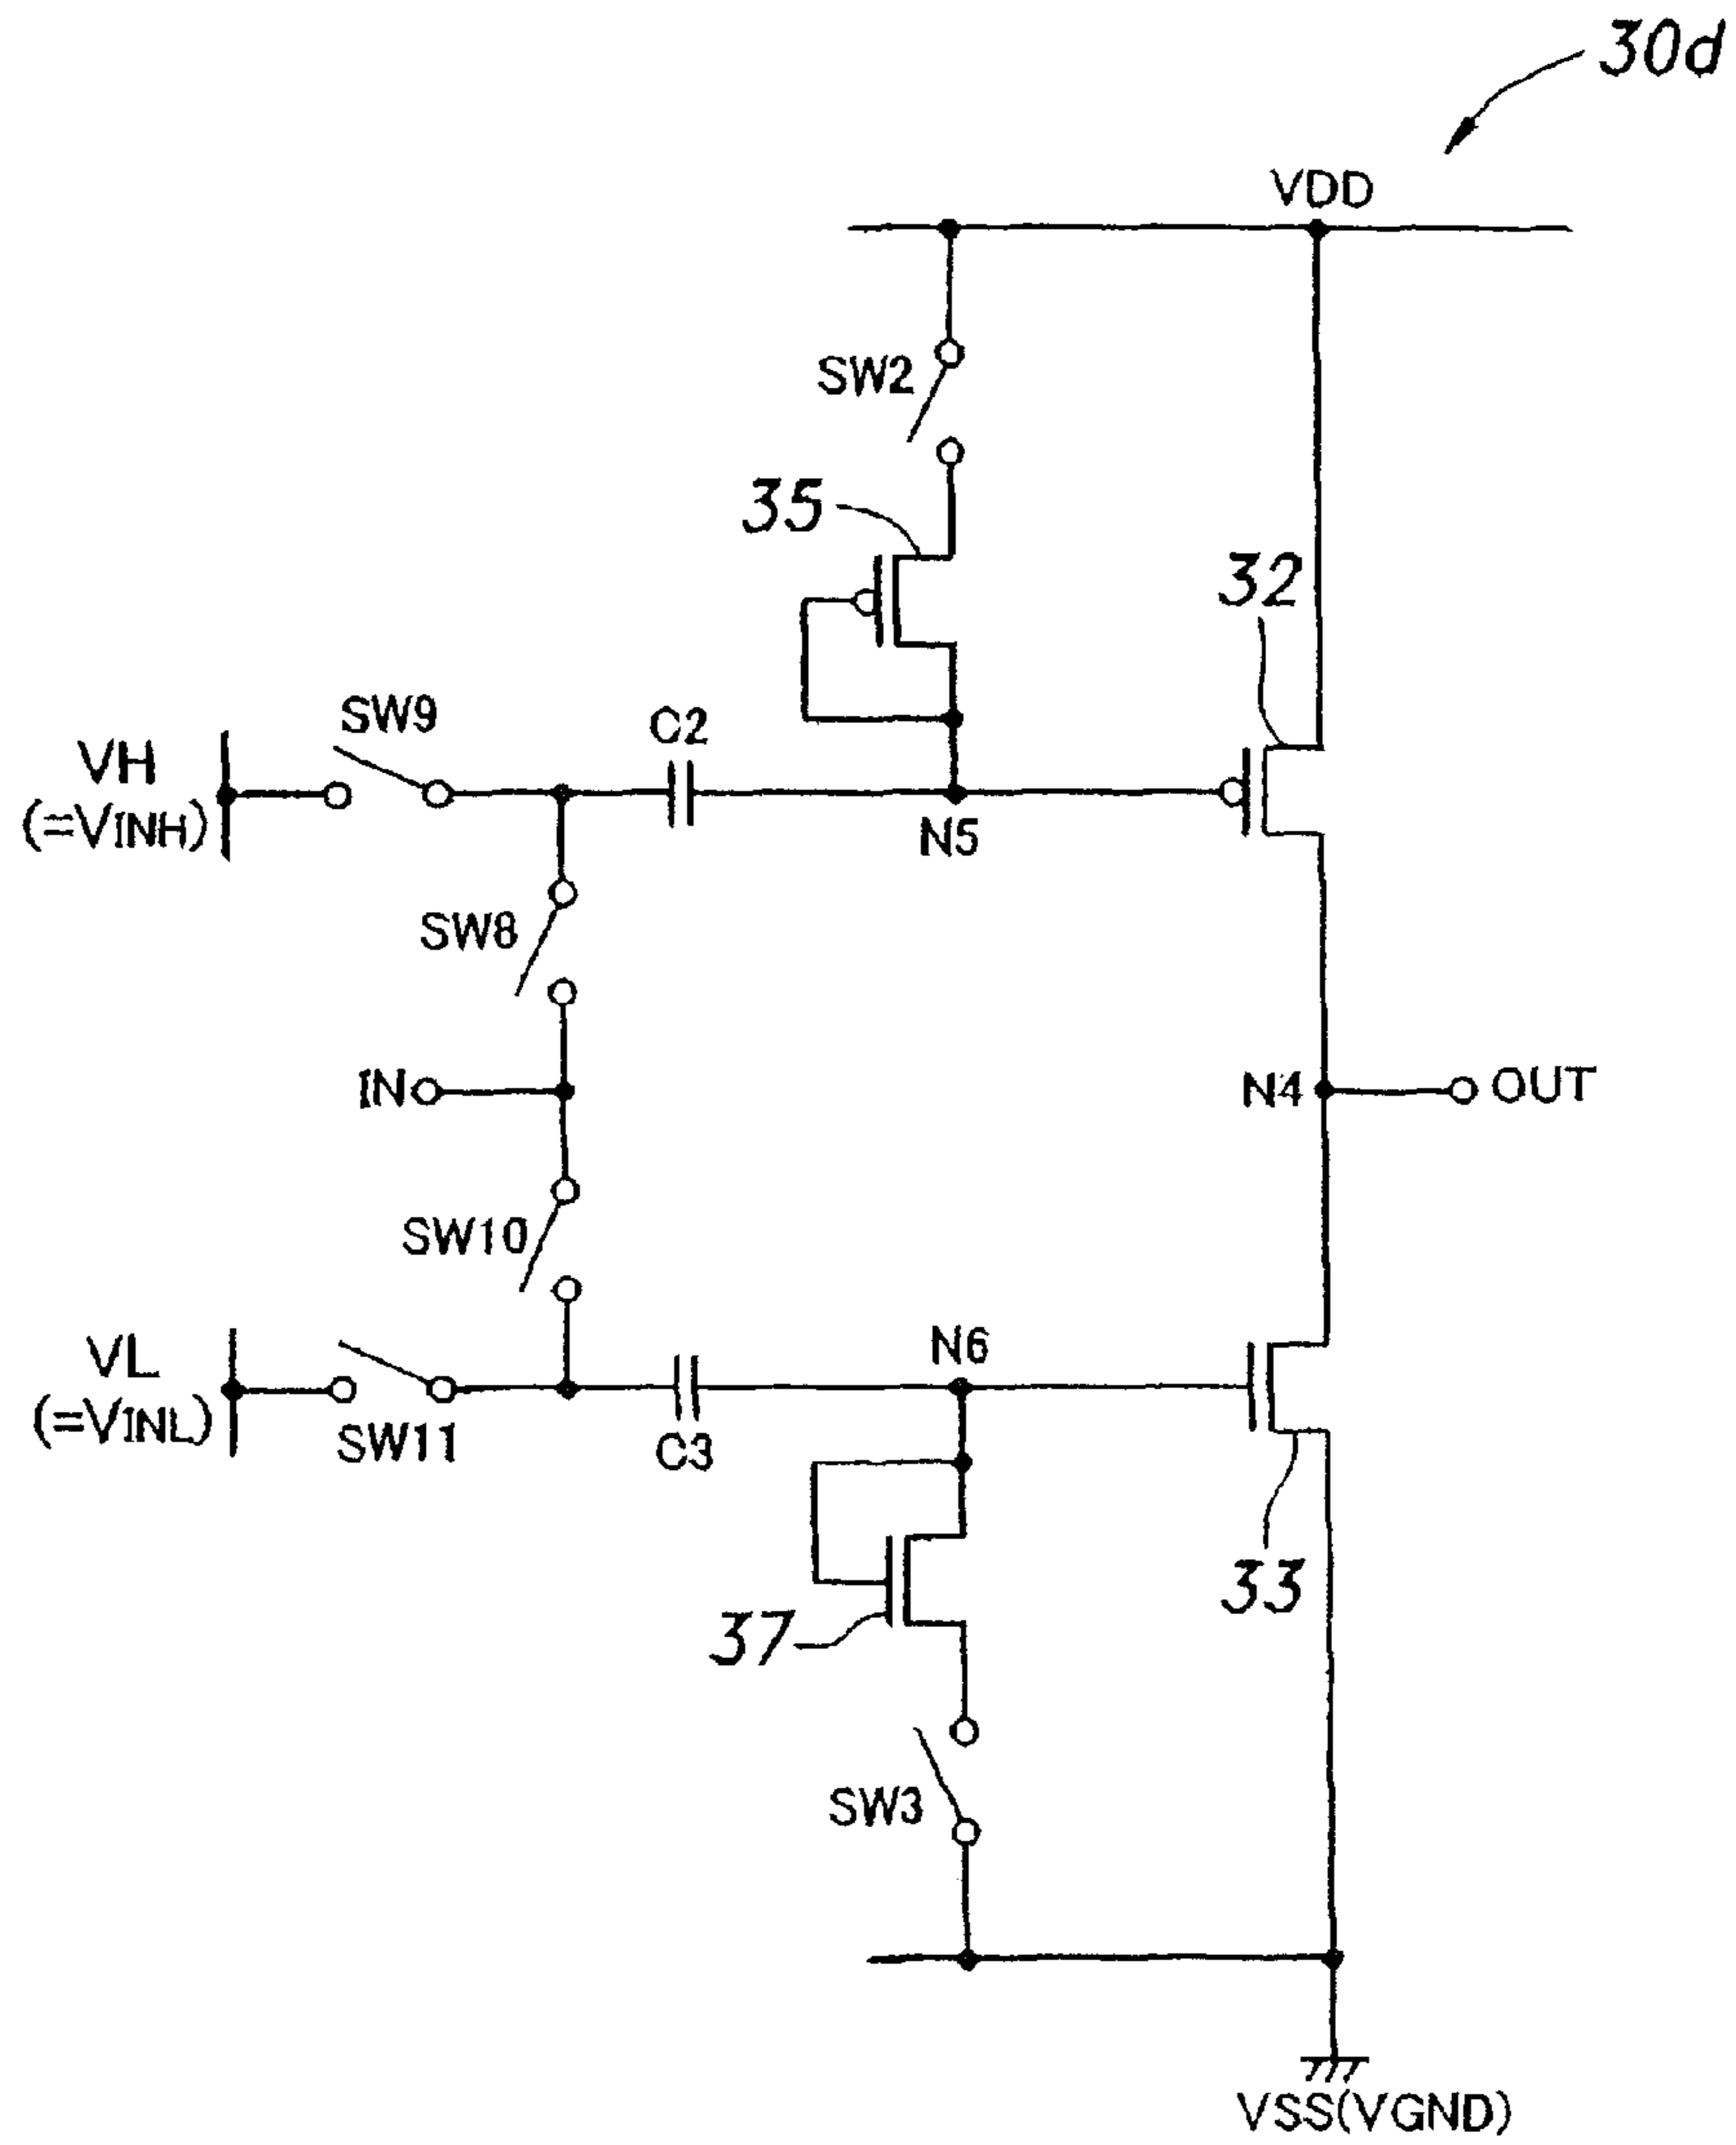 30d
VDD
SW2
35
32
SW9
C2
VH
(=VINH)
N5
SW8
IN
N4
OUT
SW10
N6
VL
(=VINL)
SW11
C3
33
37
SW3
VSS(VGND)